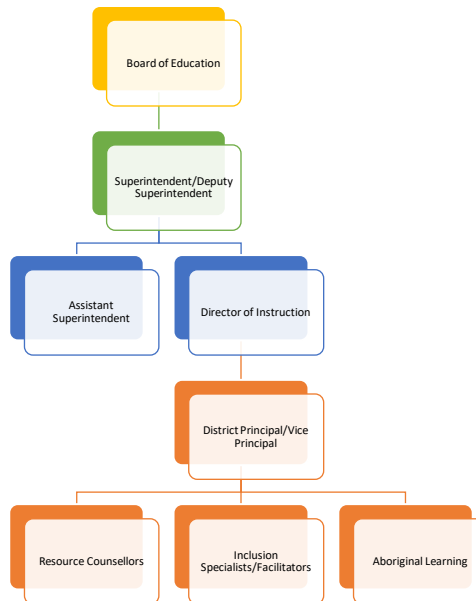 Board of Education
Superintendent/Deputy
Superintendent
Assistant
Superintendent
Director of Instruction
District Principal/Vice
Principal
Resource Counsellors
Inclusion
Specialists/Facilitators
Aboriginal Learning